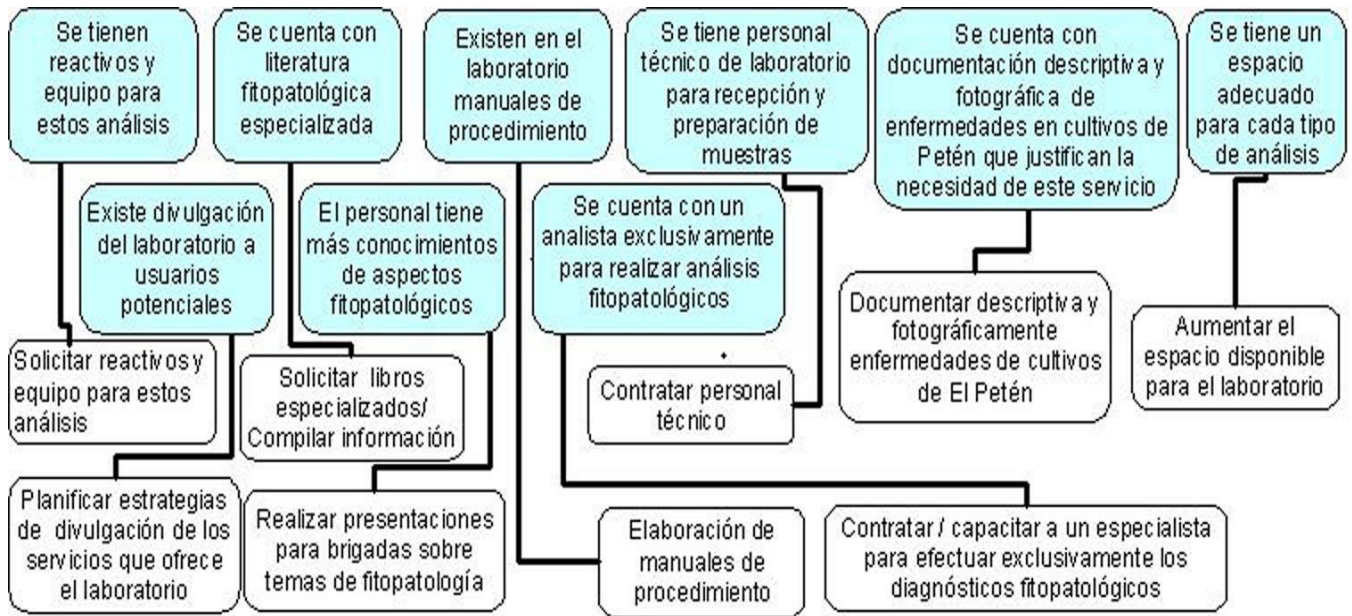 Se tienen
reactivos y
equipo para
estos análisis
Se cuenta con
literatura
fitopatológica
especializada
Existen en el
laboratorio
manuales de
procedimiento
Se tiene personal
técnico de laboratorio
para recepción y
preparación de
muestras
Se cuenta con
documentación descriptiva y
fotográfica de
enfermedades en cultivos de
Petén que justifican la
necesidad de este servicio
Se tiene un
espacio
adecuado
para cada tipo
de análisis
Existe divulgación
del laboratorio a
usuarios
potenciales
El personal tiene
más conocimientos
de aspectos
fitopatológicos
Se cuenta con un
analista exclusivamente
para realizar análisis
fitopatológicos
Solicitar reactivos y
equipo para estos
análisis
Solicitar libros
especializados/
Compilar información
Contratar personal
técnico
Documentar descriptiva y
fotográficamente
enfermedades de cultivos
de El Petén
Aumentar el
espacio disponible
para el laboratorio
Planificar estrategias
de divulgación de los
servicios que ofrece
el laboratorio
Realizar presentaciones
para brigadas sobre
temas de fitopatología
Elaboración de
manuales de
procedimiento
Contratar / capacitar a un especialista
para efectuar exclusivamente los
diagnósticos fitopatológicos